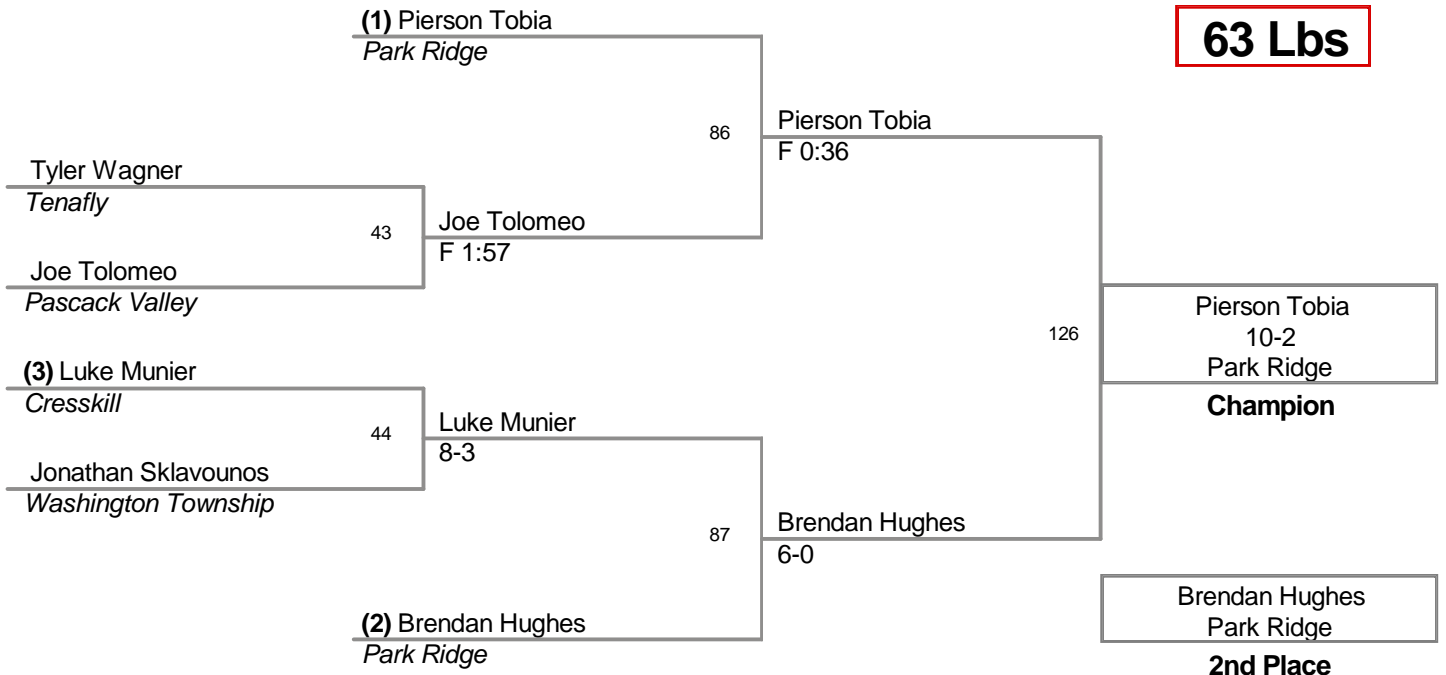 (1) Pierson Tobia
Park Ridge
63 Lbs
86
Pierson Tobia
F 0:36
Tyler Wagner
Tenafly
43
Joe Tolomeo
F 1:57
Joe Tolomeo
Pascack Valley
126
Pierson Tobia
10-2
Park Ridge
Champion
(3) Luke Munier
Cresskill
44
Luke Munier
8-3
Jonathan Sklavounos
Washington Township
87
Brendan Hughes
6-0
(2) Brendan Hughes
Park Ridge
Brendan Hughes
Park Ridge
2nd Place